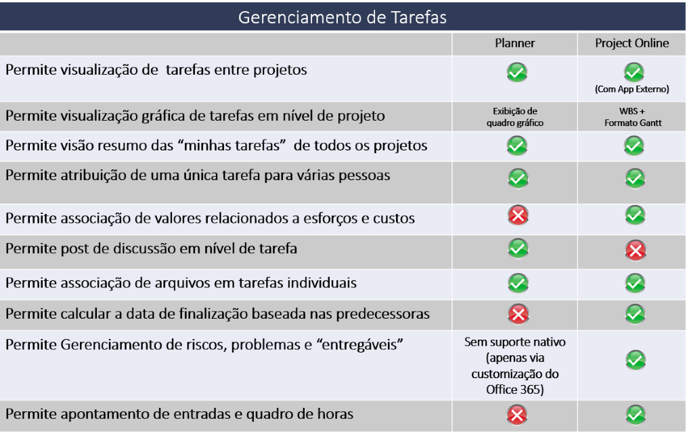 Gerenciamento de Tarefas
Planner Project Online
Permite visualização de tarefas entre projetos
(Com App Externo)
Permite visualização gráfica de tarefas em nível de projeto
Exibição de
quadro gráfico
WBS +
Formato Gantt
Permite visão resumo das “minhas tarefas” de todos os projetos
Permite atribuição de uma única tarefa para várias pessoas
Permite associação de valores relacionados a esforços e custos
Permite post de discussão em nível de tarefa
Permite associação de arquivos em tarefas individuais
Permite calcular a data de finalização baseada nas predecessoras
Permite Gerenciamento de riscos, problemas e “entregáveis”
Sem suporte nativo
(apenas via
customização do
Office 365)
Permite apontamento de entradas e quadro de horas